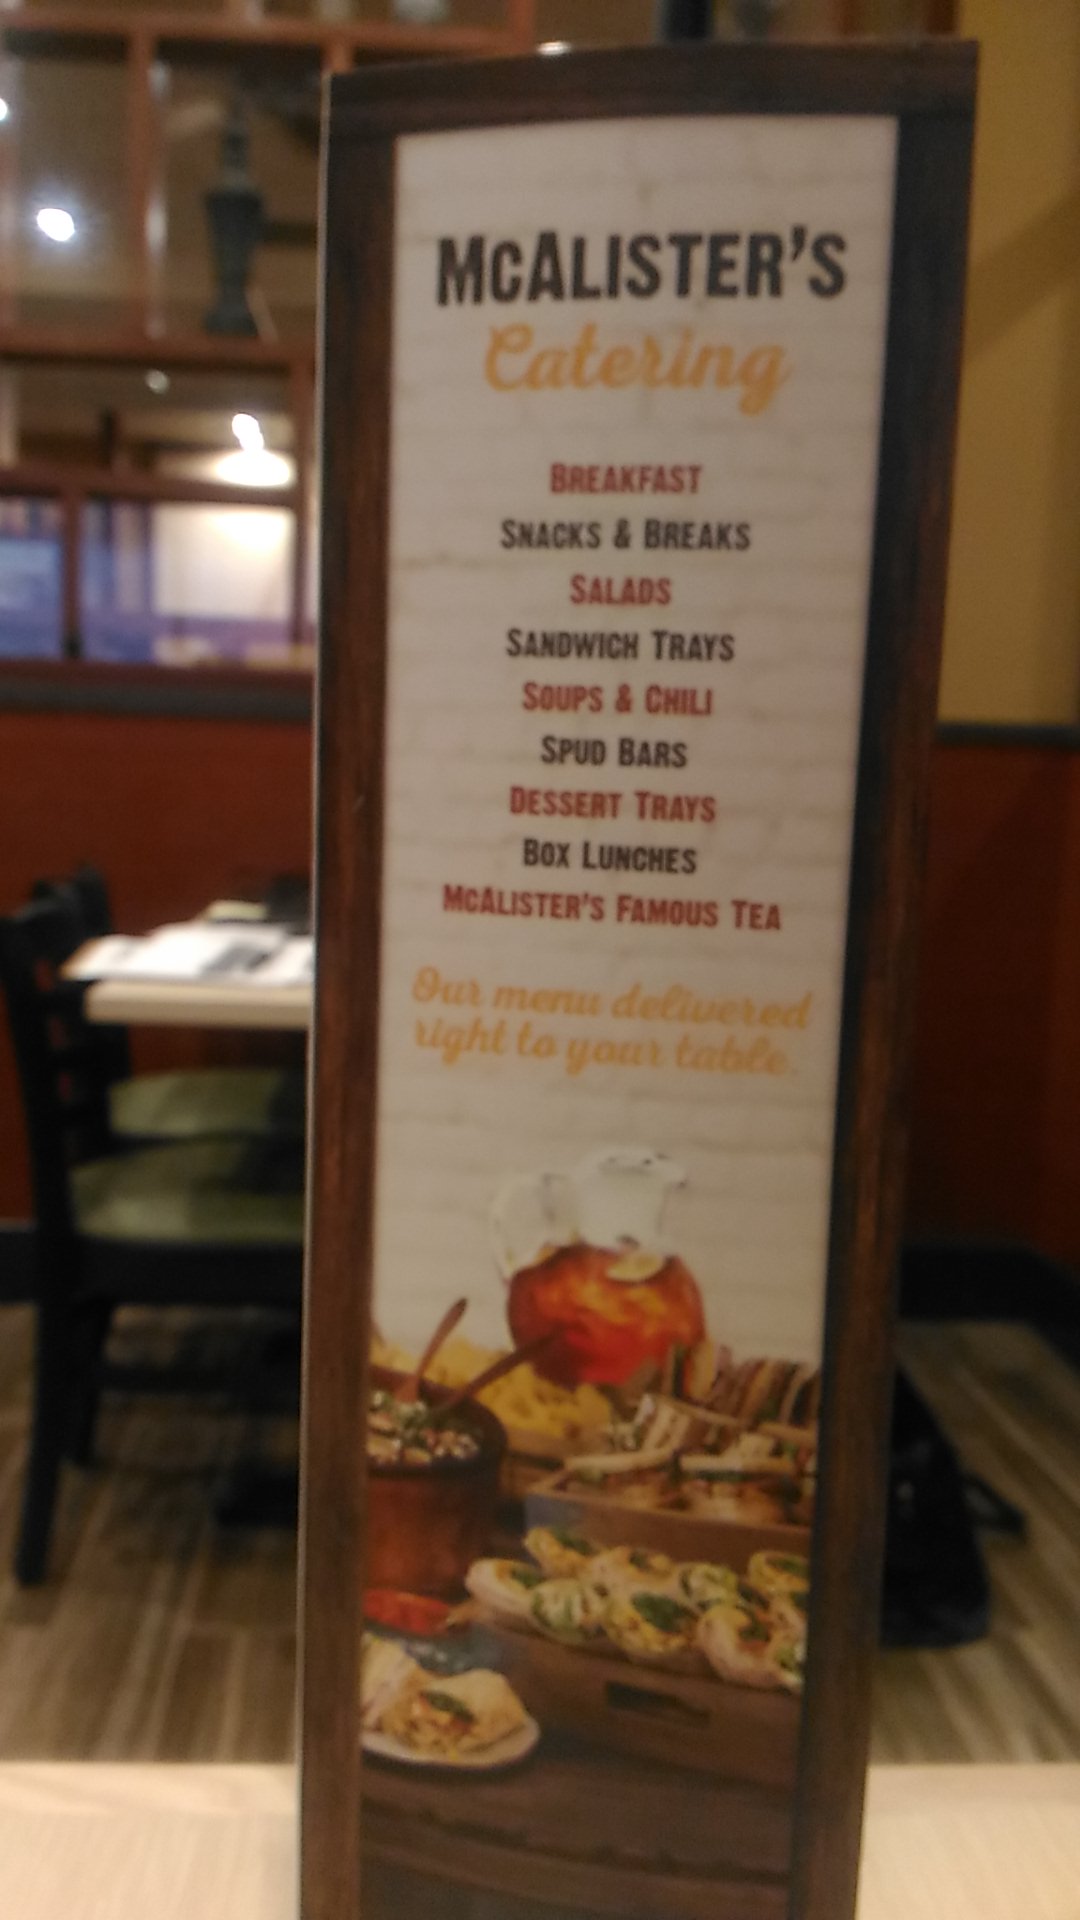 McAlister's
Catering
Breakfast
Snacks & Breaks
Salads
Sandwich Trays
Soups & Chili
Spud Bars
Dessert Trays
Box Lunches
McAlister's Famous Tea
Our menu delivered
right to your table.